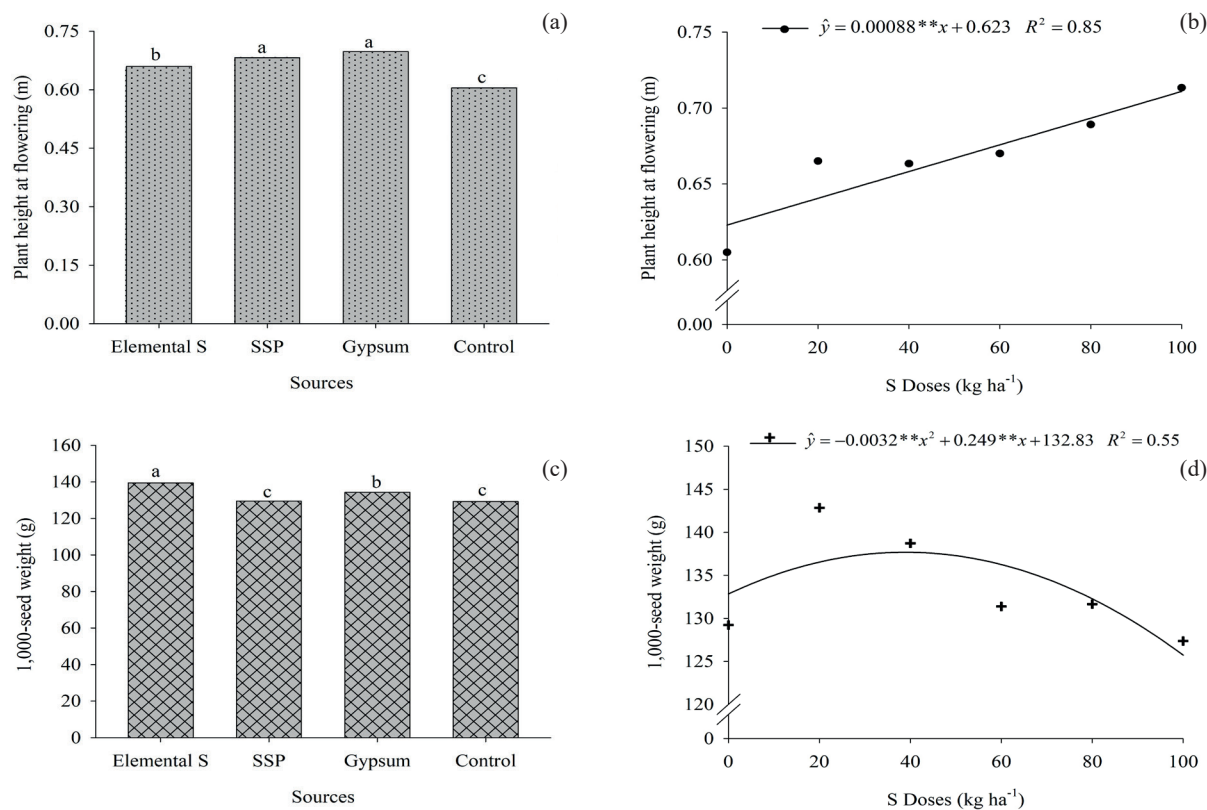 (a)
Plant height at flowering (m)
0.75
0.60
0.45
0.30
0.15
0.00
b
a
a
c
Elemental S SSP Gypsum Control
Sources
(b)
ŷ = 0.00088**x + 0.623 R² = 0.85
Plant height at flowering (m)
0.75
0.70
0.65
0.60
0.00
0 20 40 60 80 100
S Doses (kg ha⁻¹)
(c)
1,000-seed weight (g)
160
140
120
100
80
60
40
20
0
a
c
b
c
Elemental S SSP Gypsum Control
Sources
(d)
ŷ = −0.0032**x² + 0.249**x + 132.83 R² = 0.55
1,000-seed weight (g)
150
145
140
135
130
125
120
0
0 20 40 60 80 100
S Doses (kg ha⁻¹)